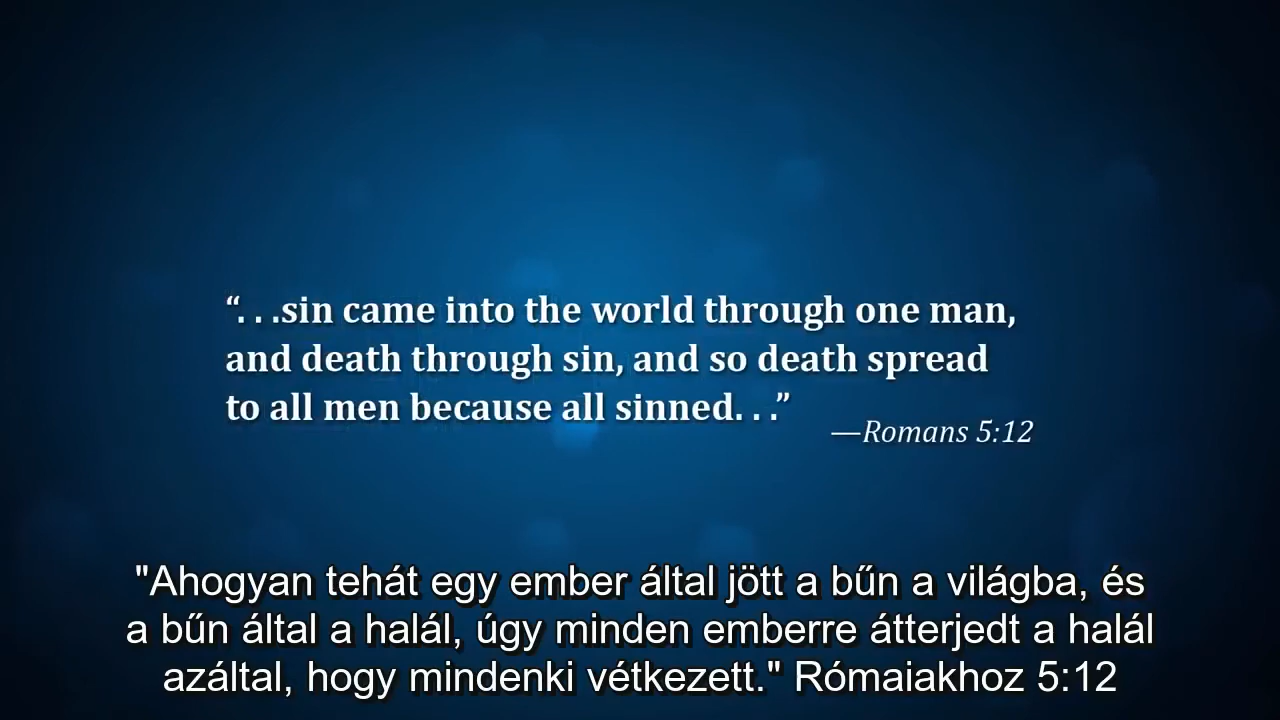 “. . .sin came into the world through one man,
and death through sin, and so death spread
to all men because all sinned. . .”
—Romans 5:12
"Ahogyan tehát egy ember által jött a bűn a világba, és
a bűn által a halál, úgy minden emberre átterjedt a halál
azáltal, hogy mindenki vétkezett." Rómaiakhoz 5:12